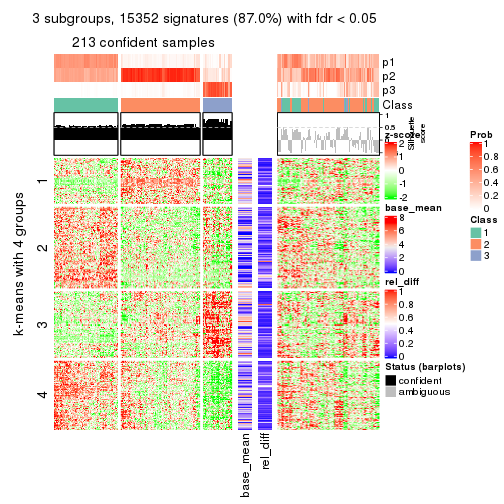 3 subgroups, 15352 signatures (87.0%) with fdr < 0.05
213 confident samples
p1
p2
p3
Class
1
0.5
0
Silhouette
score
z-score
2
1
0
-1
-2
Prob
1
0.8
0.6
0.4
0.2
0
base_mean
8
6
4
2
0
Class
1
2
3
rel_diff
1
0.8
0.6
0.4
0.2
0
Status (barplots)
confident
ambiguous
k-means with 4 groups
1
2
3
4
base_mean
rel_diff